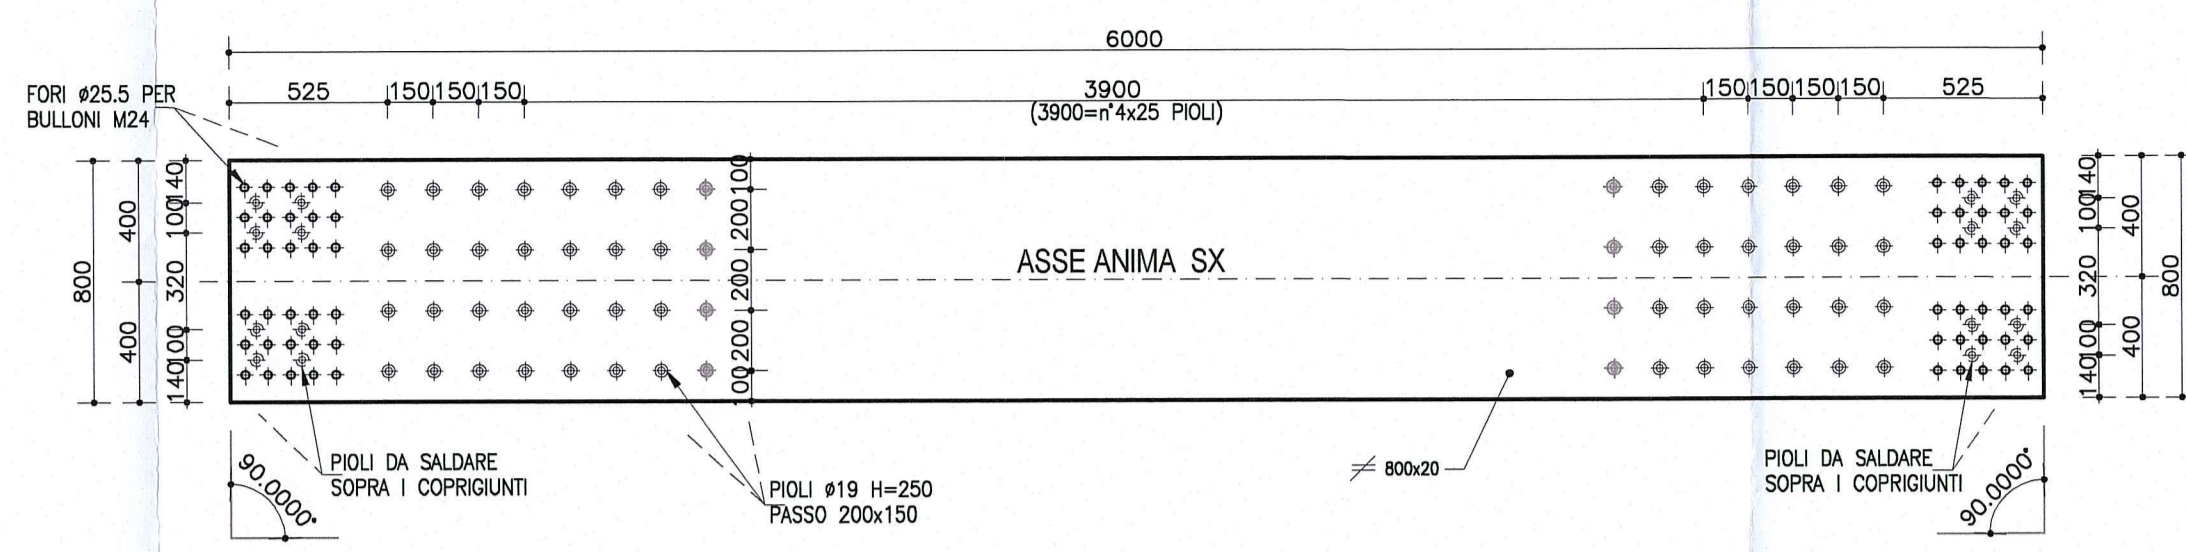 6000
525
150 150 150
3900
(3900=n°4x25 PIOLI)
150 150 150 150
525
FORI ø25.5 PER
BULLONI M24
800
400
400
140
100
320
100
140
100
200
200
200
100
ASSE ANIMA SX
140
100
320
100
140
400
400
800
PIOLI DA SALDARE
SOPRA I COPRIGIUNTI
90.0000°
PIOLI ø19 H=250
PASSO 200x150
800x20
PIOLI DA SALDARE
SOPRA I COPRIGIUNTI
90.0000°